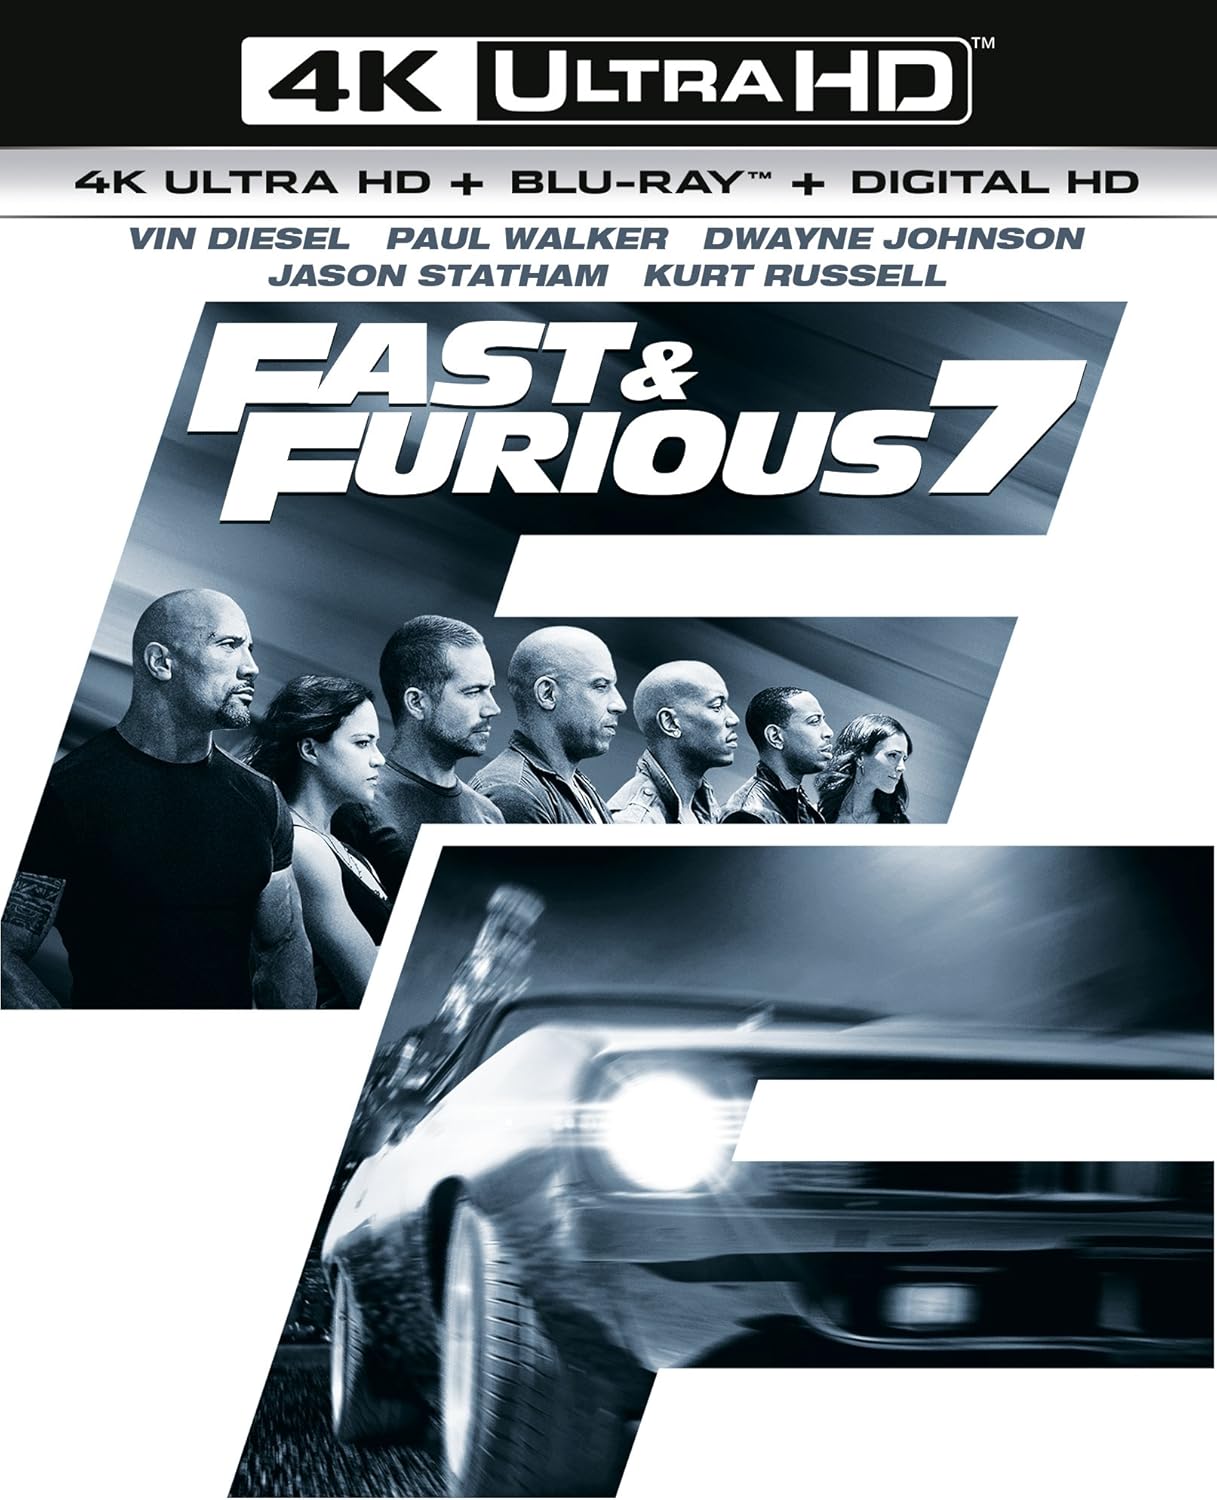 4K ULTRA HD™
4K ULTRA HD + BLU-RAY™ + DIGITAL HD
VIN DIESEL PAUL WALKER DWAYNE JOHNSON
JASON STATHAM KURT RUSSELL
FAST &
FURIOUS 7